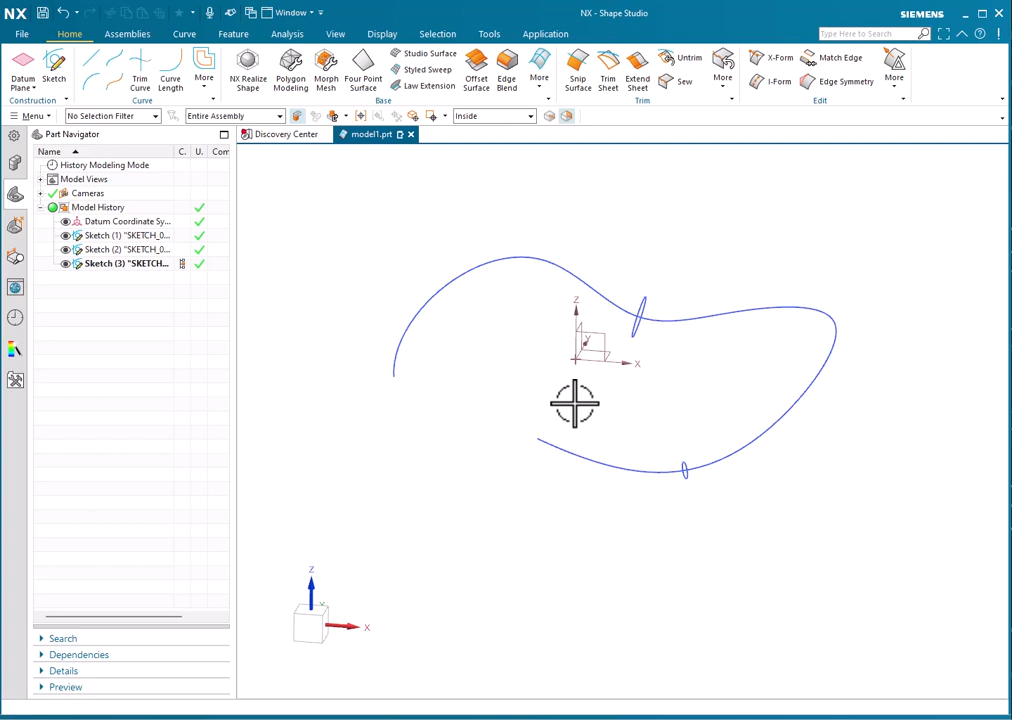 NX
Window
NX - Shape Studio
SIEMENS
File
Home
Assemblies
Curve
Feature
Analysis
View
Display
Selection
Tools
Application
Type Here to Search
Datum Plane
Sketch
Trim Curve
Curve Length
More
NX Realize Shape
Polygon Modeling
Morph Mesh
Four Point Surface
Studio Surface
Styled Sweep
Law Extension
Offset Surface
Edge Blend
More
Snip Surface
Trim Sheet
Extend Sheet
Untrim
Sew
More
X-Form
I-Form
Match Edge
Edge Symmetry
More
Construction
Curve
Base
Trim
Edit
Menu
No Selection Filter
Entire Assembly
Inside
Part Navigator
Discovery Center
model1.prt
Name
C.
U.
Com
History Modeling Mode
Model Views
Cameras
Model History
Datum Coordinate Sy...
Sketch (1) "SKETCH_0...
Sketch (2) "SKETCH_0...
Sketch (3) "SKETCH...
Z
Y
X
Z
Y
X
Search
Dependencies
Details
Preview